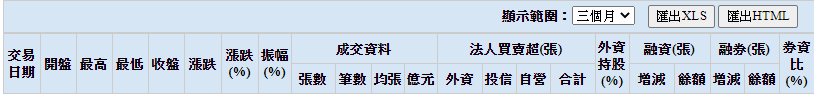 顯示範圍：三個月 匯出XLS 匯出HTML
交易日期 開盤 最高 最低 收盤 漲跌 漲跌(%) 振幅(%) 成交資料 法人買賣超(張) 外資持股(%) 融資(張) 融券(張) 券資比(%)
張數 筆數 均張 億元 外資 投信 自營 合計 增減 餘額 增減 餘額